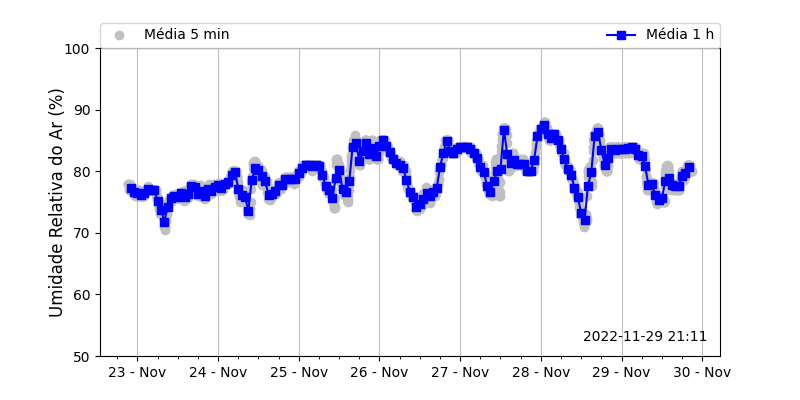 Média 5 min Média 1 h
Umidade Relativa do Ar (%)
100
90
80
70
60
50
2022-11-29 21:11
23 - Nov 24 - Nov 25 - Nov 26 - Nov 27 - Nov 28 - Nov 29 - Nov 30 - Nov